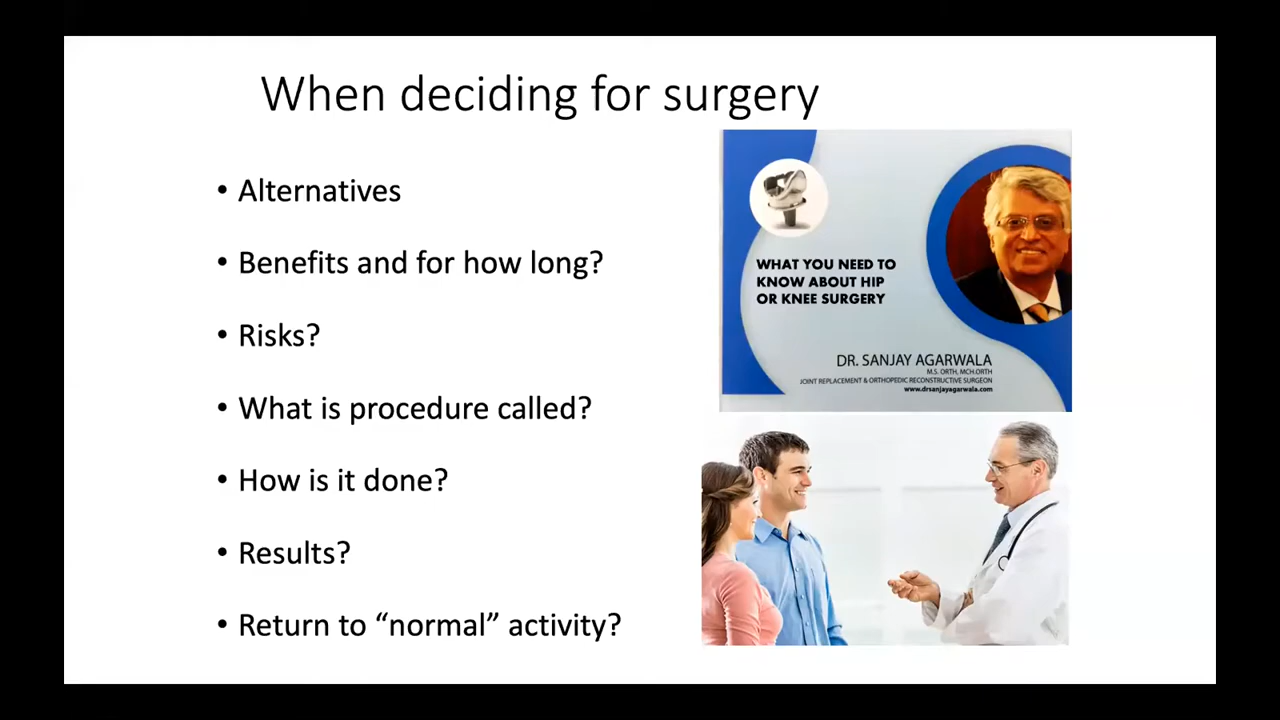 When deciding for surgery
• Alternatives
• Benefits and for how long?
• Risks?
• What is procedure called?
• How is it done?
• Results?
• Return to “normal” activity?
WHAT YOU NEED TO
KNOW ABOUT HIP
OR KNEE SURGERY
DR. SANJAY AGARWALA
M.S. ORTH, MCH.ORTH
JOINT REPLACEMENT & ORTHOPEDIC RECONSTRUCTIVE SURGEON
www.drsanjayagarwala.com